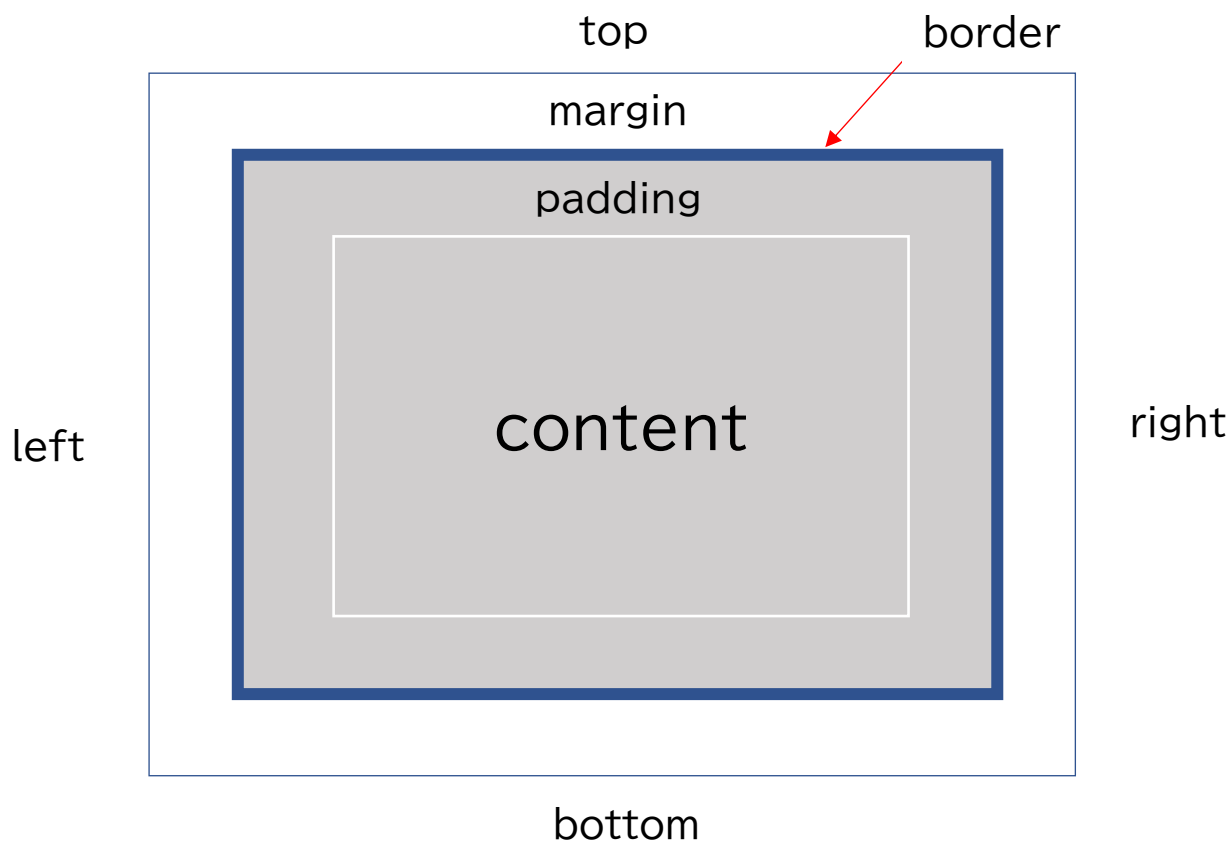 top
border
margin
padding
content
left
right
bottom